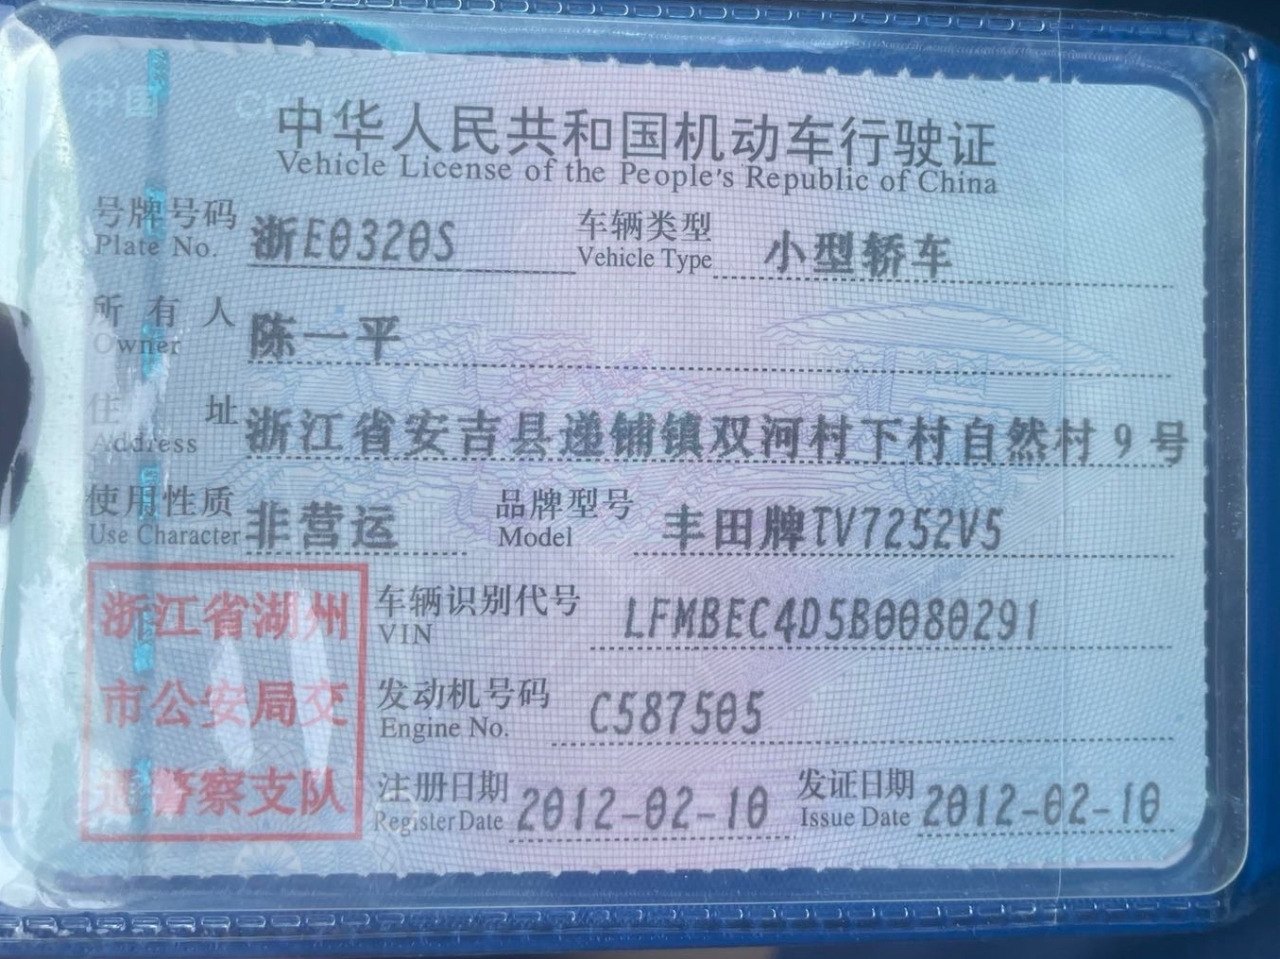 中国 C
中华人民共和国机动车行驶证
Vehicle License of the People's Republic of China
号牌号码 浙E0320S 车辆类型 小型轿车
Plate No. Vehicle Type
所有人 陈一平
Owner
住址 浙江省安吉县递铺镇双河村下村自然村9号
Address
使用性质 非营运 品牌型号 丰田牌TV7252V5
Use Character Model
浙江省湖州
市公安局交
通警察支队
车辆识别代号 LFMBEC4D5B0080291
VIN
发动机号码 C587505
Engine No.
注册日期 2012-02-10 发证日期 2012-02-10
Register Date Issue Date